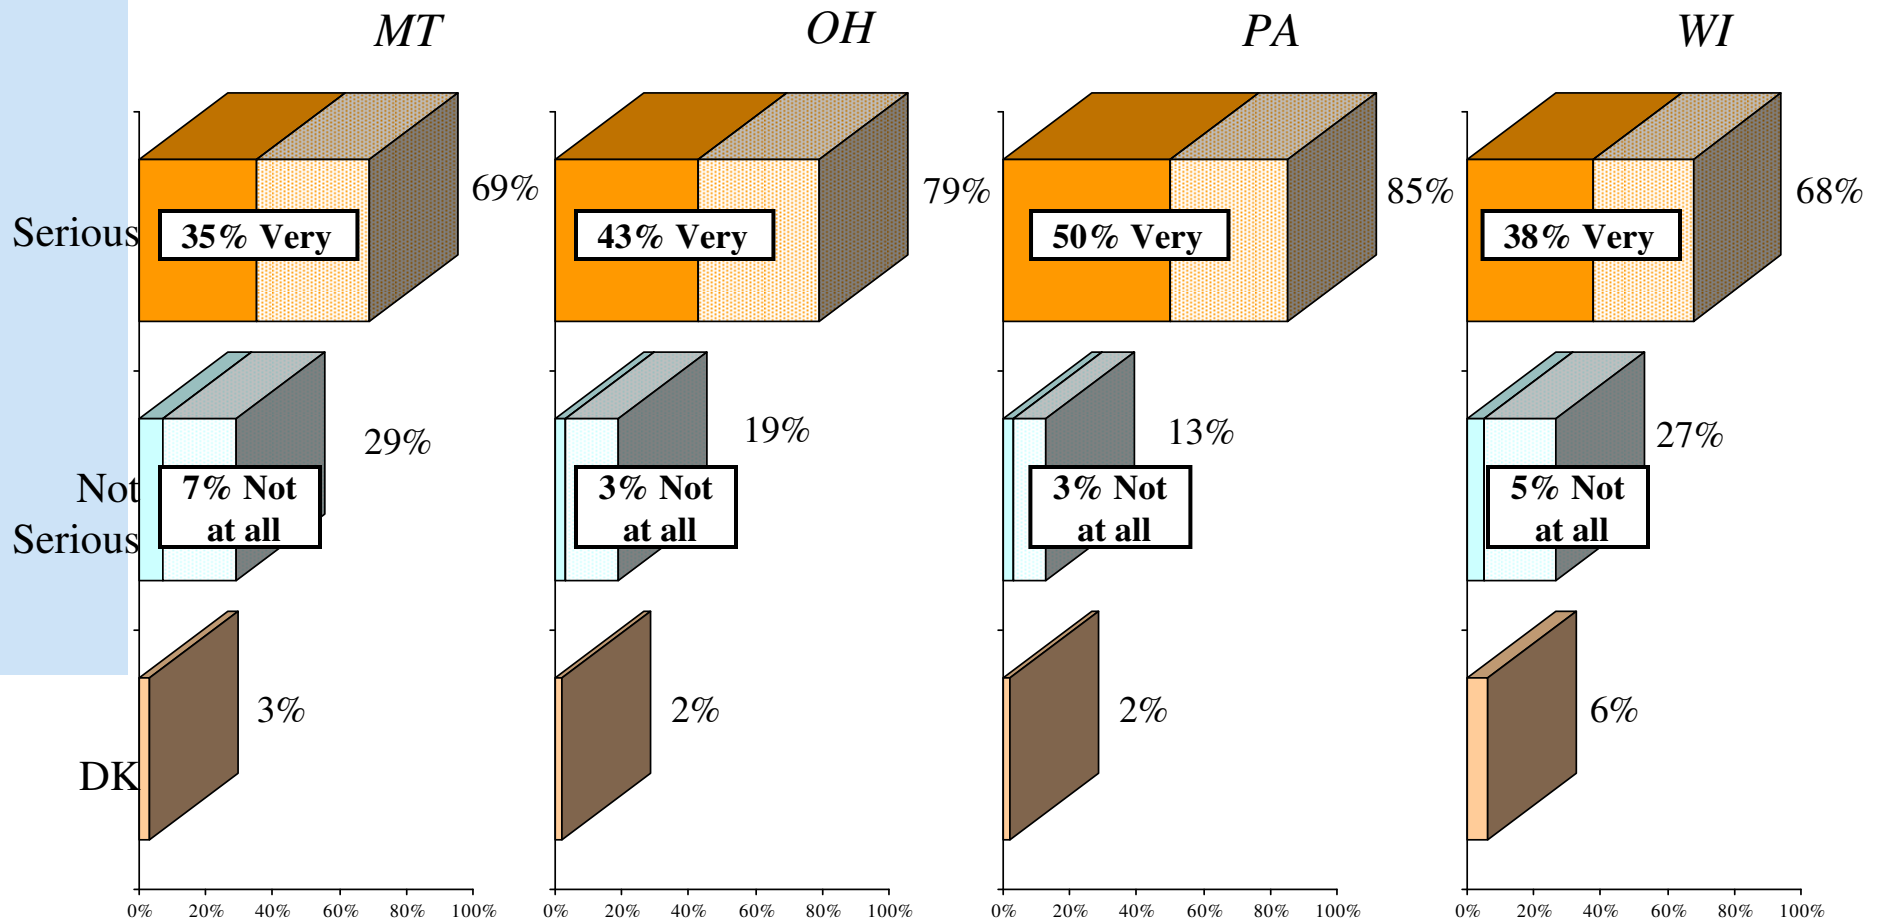 MT OH PA WI
69% 79% 85% 68%
Serious 35% Very 43% Very 50% Very 38% Very
29% 19% 13% 27%
Not 7% Not 3% Not 3% Not 5% Not
Serious at all at all at all at all
3% 2% 2% 6%
DK
0% 20% 40% 60% 80% 100% 0% 20% 40% 60% 80% 100% 0% 20% 40% 60% 80% 100% 0% 20% 40% 60% 80% 100%